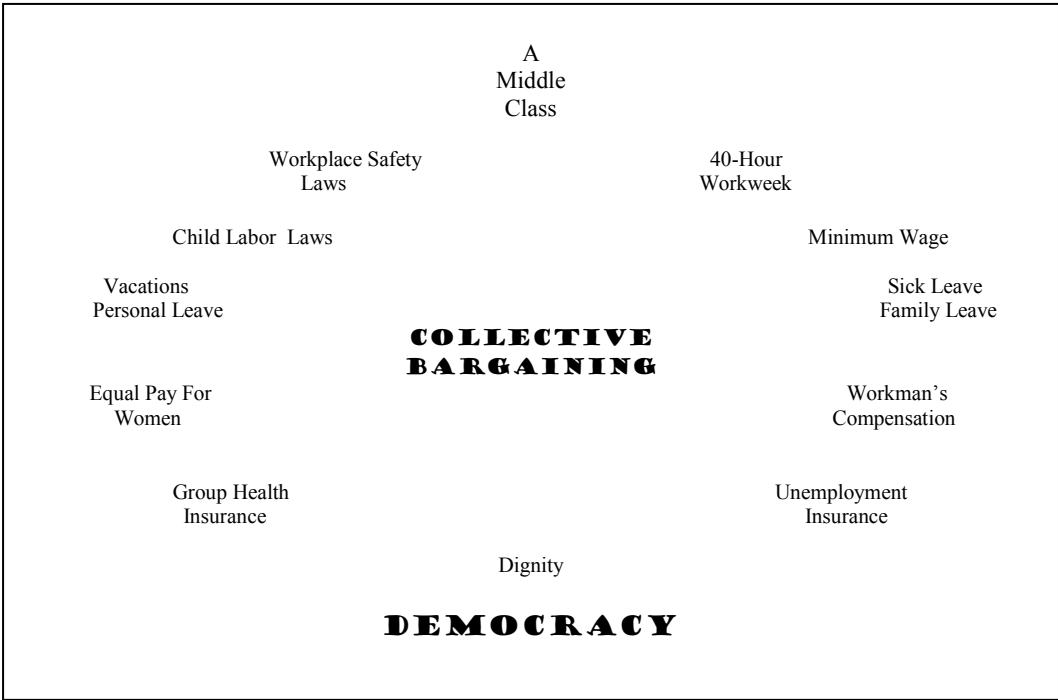 A
Middle
Class
Workplace Safety
Laws
40-Hour
Workweek
Child Labor Laws
Minimum Wage
Vacations
Personal Leave
Sick Leave
Family Leave
COLLECTIVE
BARGAINING
Equal Pay For
Women
Workman’s
Compensation
Group Health
Insurance
Unemployment
Insurance
Dignity
DEMOCRACY